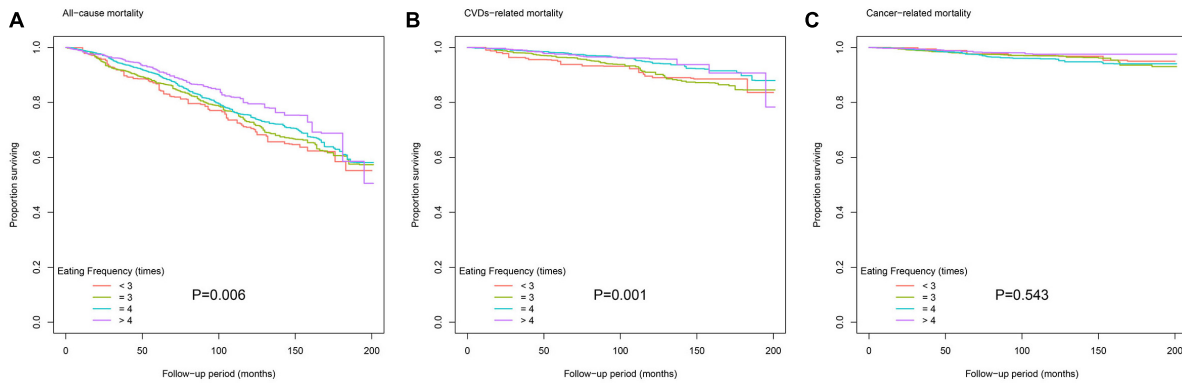 A
All−cause mortality
Proportion surviving
1.0
0.8
0.6
0.4
0.2
0.0
Eating Frequency (times)
< 3
= 3
= 4
> 4
P=0.006
0
50
100
150
200
Follow−up period (months)
B
CVDs−related mortality
Proportion surviving
1.0
0.8
0.6
0.4
0.2
0.0
Eating Frequency (times)
< 3
= 3
= 4
> 4
P=0.001
0
50
100
150
200
Follow−up period (months)
C
Cancer−related mortality
Proportion surviving
1.0
0.8
0.6
0.4
0.2
0.0
Eating Frequency (times)
< 3
= 3
= 4
> 4
P=0.543
0
50
100
150
200
Follow−up period (months)